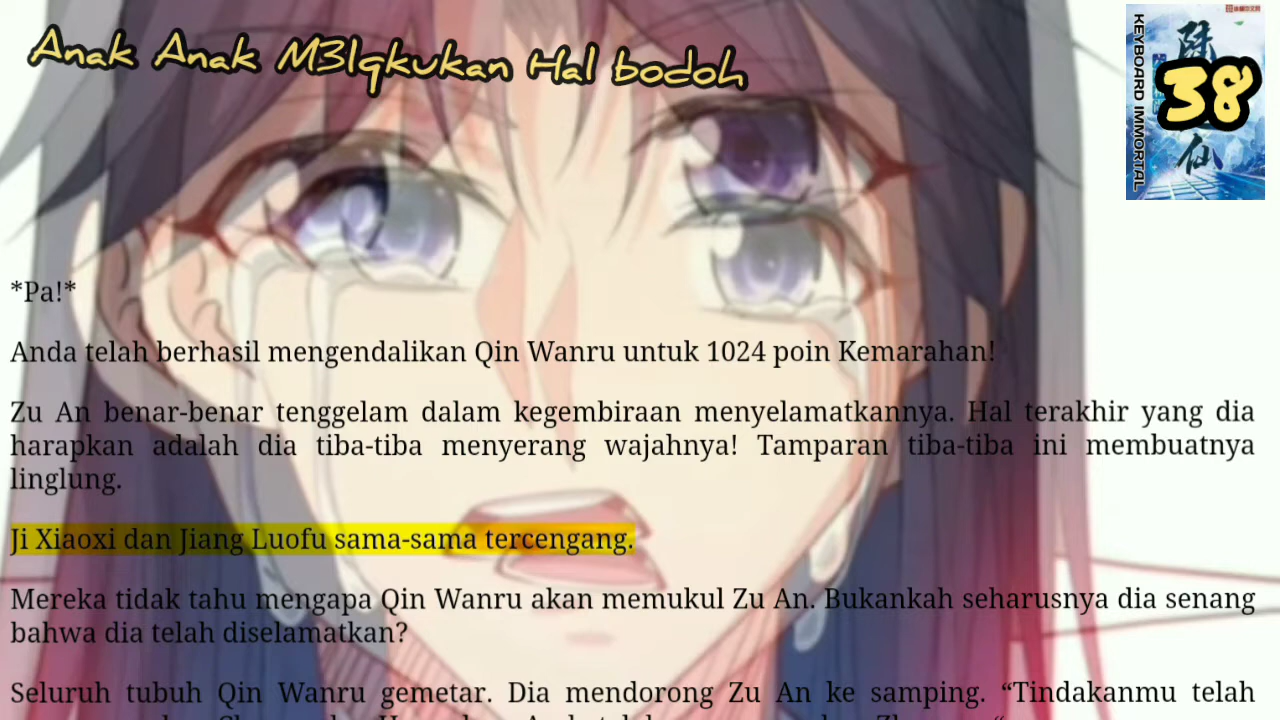 Anak Anak M3lqkukan Hal bodoh
KEYBOARD IMMORTAL
38
仙
*Pa!*
Anda telah berhasil mengendalikan Qin Wanru untuk 1024 poin Kemarahan!
Zu An benar-benar tenggelam dalam kegembiraan menyelamatkannya. Hal terakhir yang dia
harapkan adalah dia tiba-tiba menyerang wajahnya! Tamparan tiba-tiba ini membuatnya
linglung.
Ji Xiaoxi dan Jiang Luofu sama-sama tercengang.
Mereka tidak tahu mengapa Qin Wanru akan memukul Zu An. Bukankah seharusnya dia senang
bahwa dia telah diselamatkan?
Seluruh tubuh Qin Wanru gemetar. Dia mendorong Zu An ke samping. “Tindakanmu telah